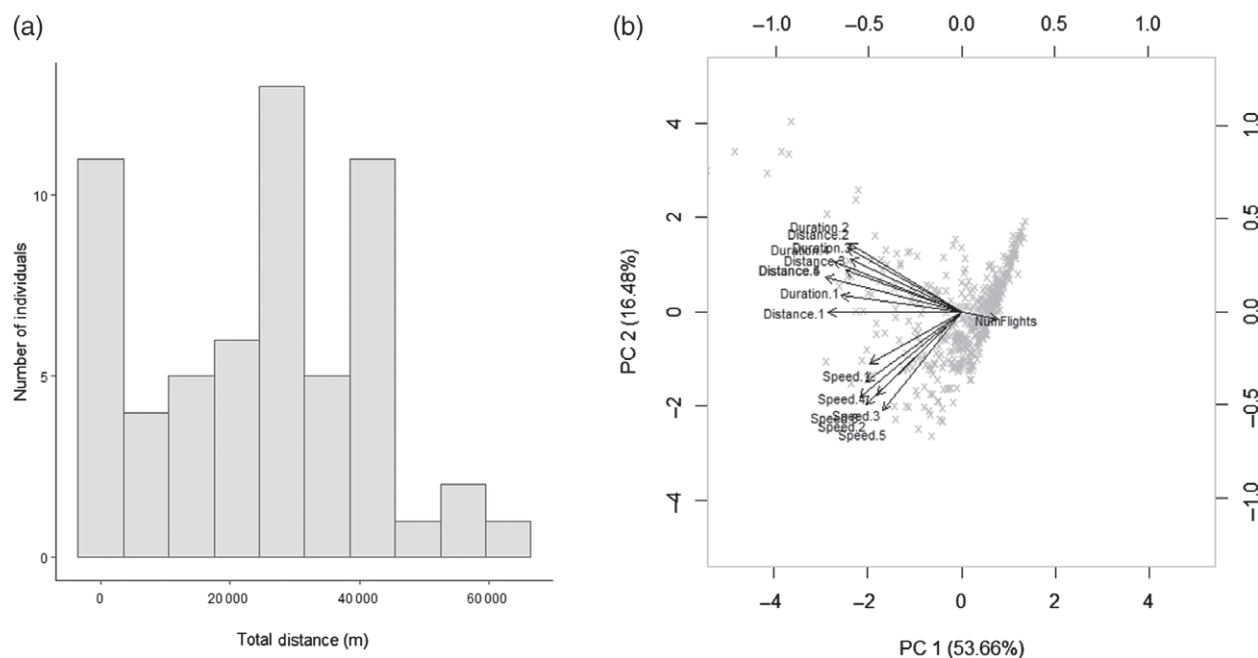 (a)
Number of individuals
10
5
0
0
20 000
40 000
60 000
Total distance (m)
(b)
−1.0
−0.5
0.0
0.5
1.0
PC 2 (16.48%)
4
2
0
−2
−4
1.0
0.5
0.0
−0.5
−1.0
Duration.2
Distance.2
Duration.3
Duration.4
Distance.3
Duration.1
Distance.1
NumFlights
Speed.1
Speed.4
Speed.3
Speed.2
Speed.5
−4
−2
0
2
4
PC 1 (53.66%)